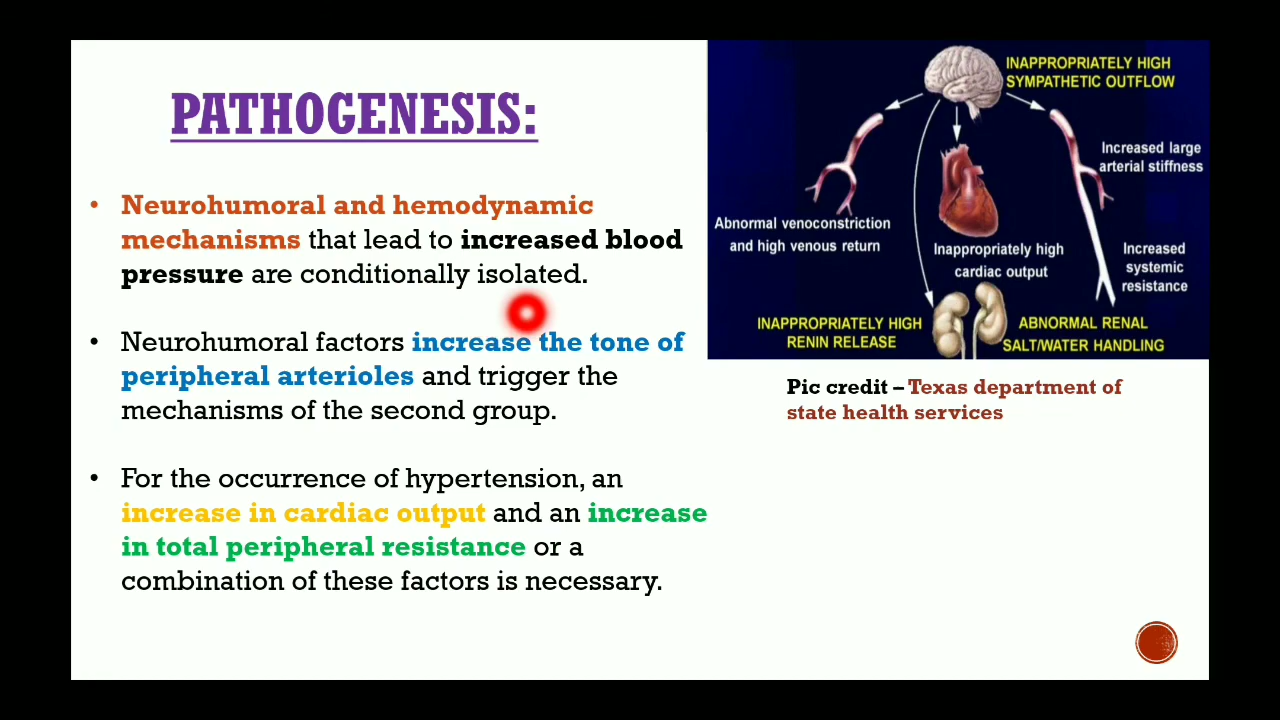 PATHOGENESIS:
• Neurohumoral and hemodynamic
mechanisms that lead to increased blood
pressure are conditionally isolated.
• Neurohumoral factors increase the tone of
peripheral arterioles and trigger the
mechanisms of the second group.
• For the occurrence of hypertension, an
increase in cardiac output and an increase
in total peripheral resistance or a
combination of these factors is necessary.
INAPPROPRIATELY HIGH
SYMPATHETIC OUTFLOW
Increased large
arterial stiffness
Abnormal venoconstriction
and high venous return
Inappropriately high
cardiac output
Increased
systemic
resistance
INAPPROPRIATELY HIGH
RENIN RELEASE
ABNORMAL RENAL
SALT/WATER HANDLING
Pic credit – Texas department of
state health services